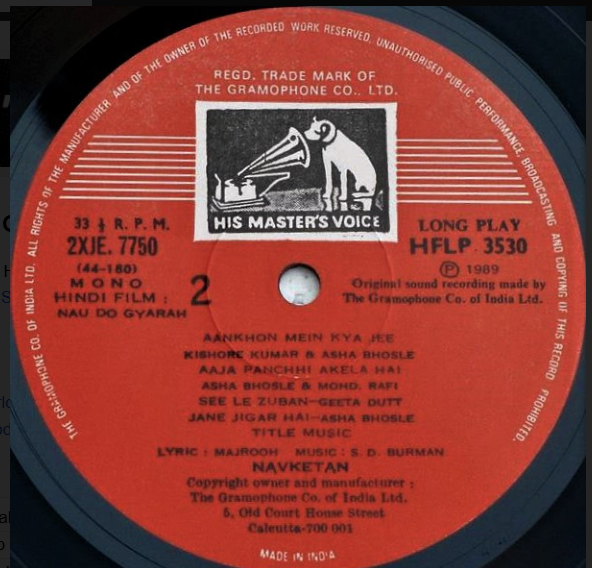 THE GRAMOPHONE CO. OF INDIA LTD. ALL RIGHTS OF THE MANUFACTURER AND OF THE OWNER OF THE RECORDED WORK RESERVED, UNAUTHORISED PUBLIC PERFORMANCE, BROADCASTING AND COPYING OF THIS RECORD PROHIBITED.
REGD. TRADE MARK OF
THE GRAMOPHONE CO., LTD.
HIS MASTER'S VOICE
33 ⅓ R. P. M.
2XJE. 7750
(44-180)
MONO
HINDI FILM :
NAU DO GYARAH
2
LONG PLAY
HFLP 3530
Ⓟ 1989
Original sound recording made by
The Gramophone Co. of India Ltd.
AANKHON MEIN KYA JEE
KISHORE KUMAR & ASHA BHOSLE
AAJA PANCHHI AKELA HAI
ASHA BHOSLE & MOHD. RAFI
SEE LE ZUBAN-GEETA DUTT
JANE JIGAR HAI-ASHA BHOSLE
TITLE MUSIC
LYRIC : MAJROOH MUSIC : S. D. BURMAN
NAVKETAN
Copyright owner and manufacturer :
The Gramophone Co. of India Ltd.
5, Old Court House Street
Calcutta-700 001
MADE IN INDIA